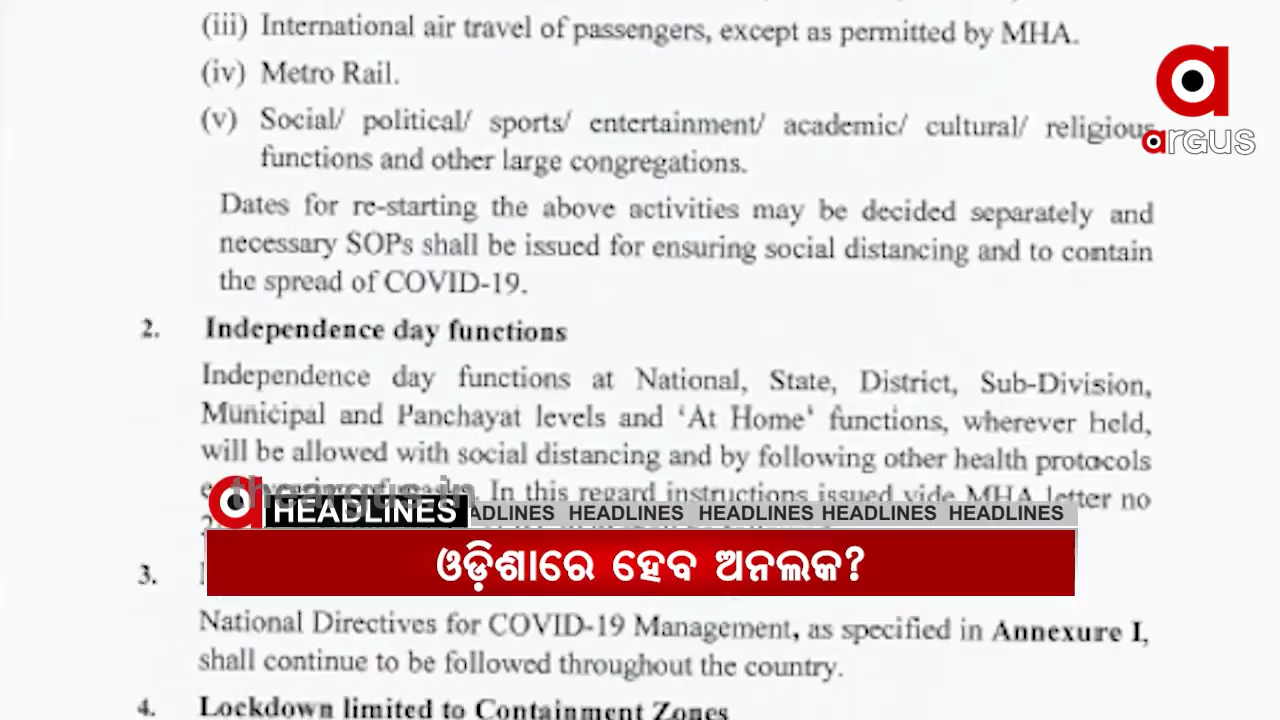 (iii) International air travel of passengers, except as permitted by MHA.
(iv) Metro Rail.
(v) Social/ political/ sports/ entertainment/ academic/ cultural/ religious
functions and other large congregations.
argus
Dates for re-starting the above activities may be decided separately and
necessary SOPs shall be issued for ensuring social distancing and to contain
the spread of COVID-19.
2. Independence day functions
Independence day functions at National, State, District, Sub-Division,
Municipal and Panchayat levels and ‘At Home‘ functions, wherever held,
will be allowed with social distancing and by following other health protocols
In this regard instructions issued vide MHA letter no
theargus.in
HEADLINES
ADLINES HEADLINES HEADLINES HEADLINES HEADLINES
ଓଡ଼ିଶାରେ ହେବ ଅନଲକ?
3.
National Directives for COVID-19 Management, as specified in Annexure I,
shall continue to be followed throughout the country.
4. Lockdown limited to Containment Zones